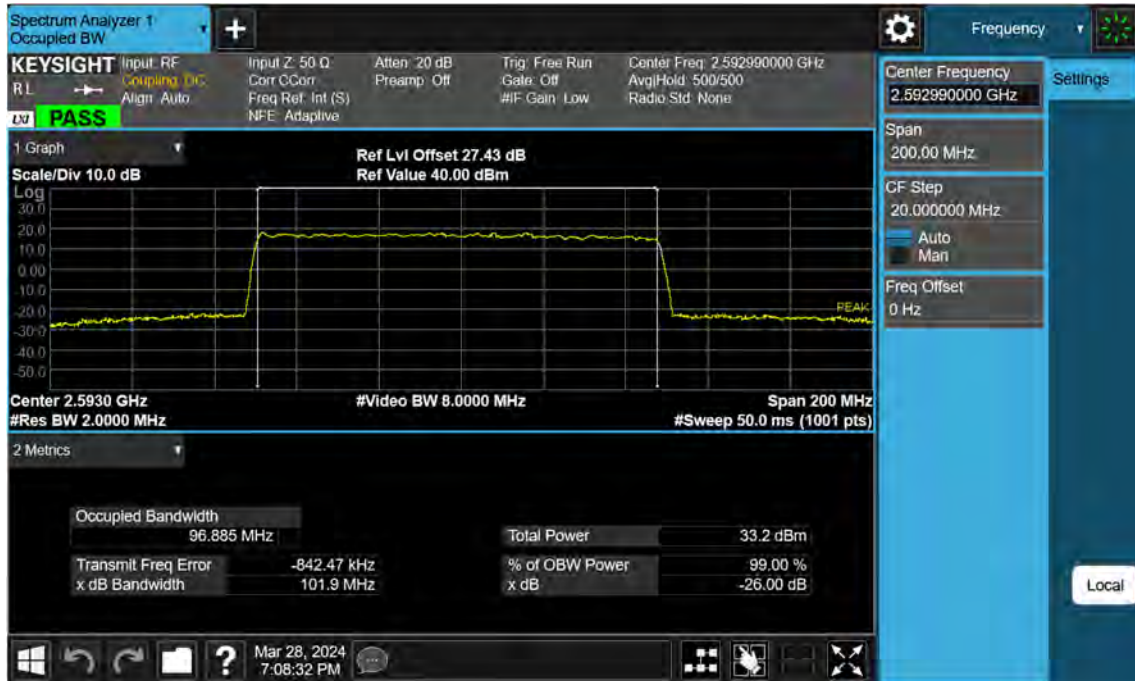 Spectrum Analyzer 1
Occupied BW
+
Frequency
KEYSIGHT
RL
LXI
PASS
Input: RF
Coupling: DC
Align: Auto
Input Z: 50 Ω
Corr CCorr
Freq Ref: Int (S)
NFE: Adaptive
Atten: 20 dB
Preamp: Off
Trig: Free Run
Gate: Off
#IF Gain: Low
Center Freq: 2.592990000 GHz
Avg|Hold: 500/500
Radio Std: None
Center Frequency
2.592990000 GHz
Settings
Span
200.00 MHz
CF Step
20.000000 MHz
Auto
Man
Freq Offset
0 Hz
Local
1 Graph
Scale/Div 10.0 dB
Ref Lvl Offset 27.43 dB
Ref Value 40.00 dBm
Log
30.0
20.0
10.0
0.00
-10.0
-20.0
-30.0
-40.0
-50.0
PEAK
Center 2.5930 GHz
#Video BW 8.0000 MHz
Span 200 MHz
#Res BW 2.0000 MHz
#Sweep 50.0 ms (1001 pts)
2 Metrics
Occupied Bandwidth
96.885 MHz
Total Power 33.2 dBm
Transmit Freq Error -842.47 kHz
% of OBW Power 99.00 %
x dB Bandwidth 101.9 MHz
x dB -26.00 dB
?
Mar 28, 2024
7:08:32 PM